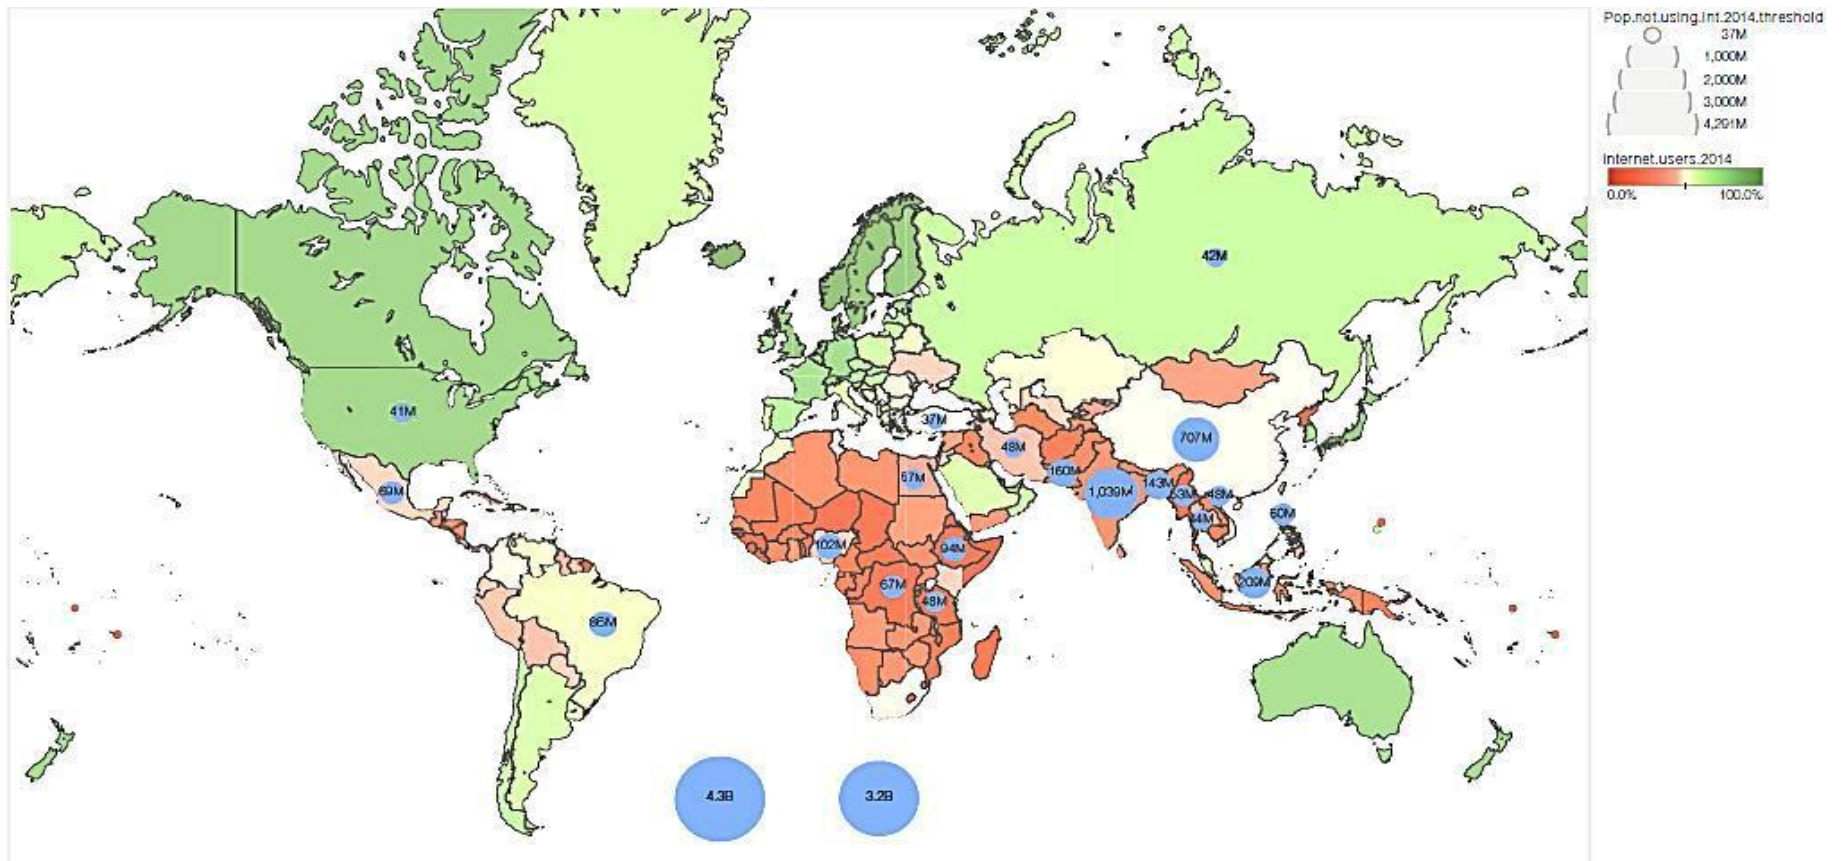 Pop.not.using.Int.2014.threshold
37M
1,000M
2,000M
3,000M
4,291M
Internet.users.2014
0.0%
100.0%
42M
41M
37M
707M
48M
69M
57M
160M
1,039M
143M
53M
48M
44M
60M
102M
94M
67M
48M
209M
86M
4.3B
3.2B